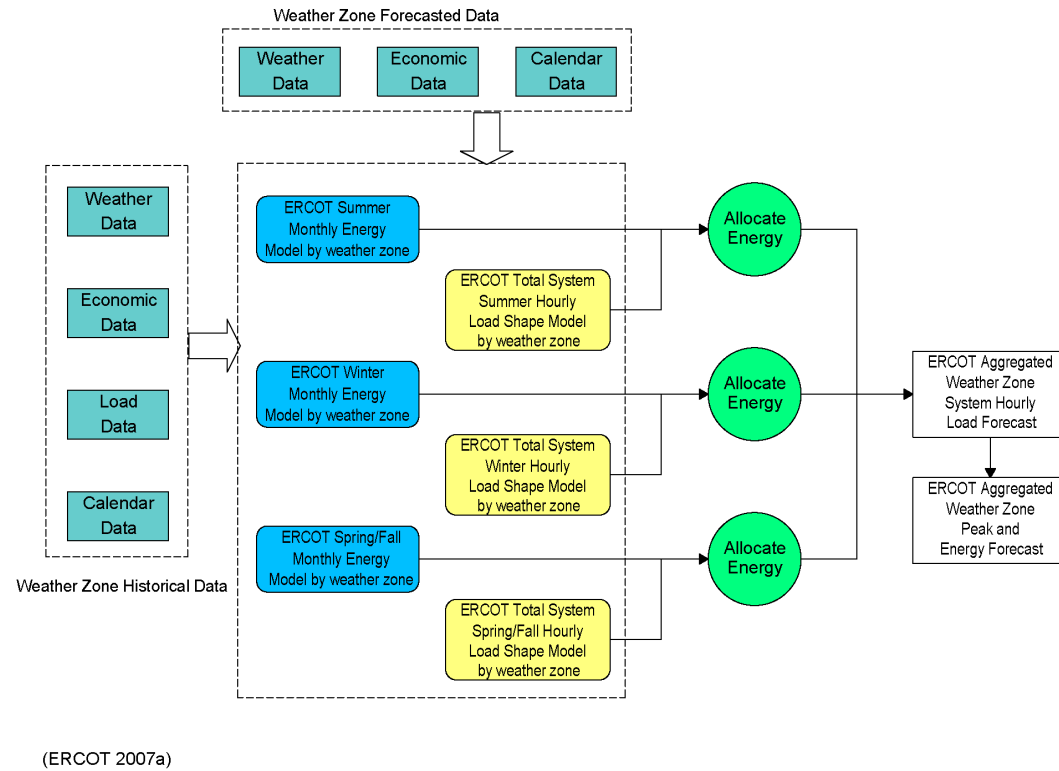 Weather Zone Forecasted Data
Weather
Data
Economic
Data
Calendar
Data
Weather
Data
Economic
Data
Load
Data
Calendar
Data
Weather Zone Historical Data
ERCOT Summer
Monthly Energy
Model by weather zone
ERCOT Total System
Summer Hourly
Load Shape Model
by weather zone
Allocate
Energy
ERCOT Winter
Monthly Energy
Model by weather zone
ERCOT Total System
Winter Hourly
Load Shape Model
by weather zone
Allocate
Energy
ERCOT Spring/Fall
Monthly Energy
Model by weather zone
ERCOT Total System
Spring/Fall Hourly
Load Shape Model
by weather zone
Allocate
Energy
ERCOT Aggregated
Weather Zone
System Hourly
Load Forecast
ERCOT Aggregated
Weather Zone
Peak and
Energy Forecast
(ERCOT 2007a)